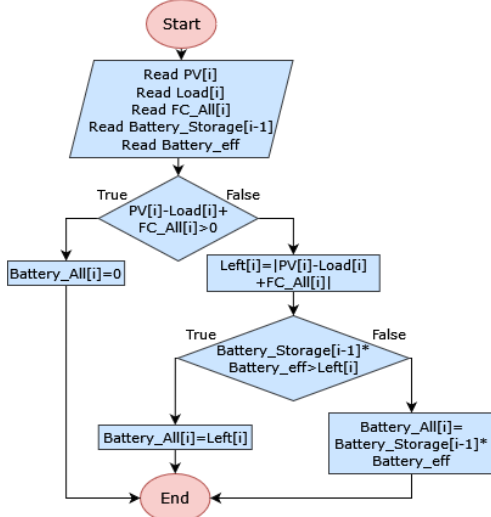 Start
Read PV[i]
Read Load[i]
Read FC_All[i]
Read Battery_Storage[i-1]
Read Battery_eff
True
False
PV[i]-Load[i]+
FC_All[i]>0
Battery_All[i]=0
Left[i]=|PV[i]-Load[i]
+FC_All[i]|
True
False
Battery_Storage[i-1]*
Battery_eff>Left[i]
Battery_All[i]=Left[i]
Battery_All[i]=
Battery_Storage[i-1]*
Battery_eff
End